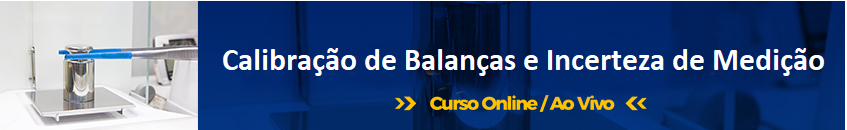 Calibração de Balanças e Incerteza de Medição
>> Curso Online / Ao Vivo <<